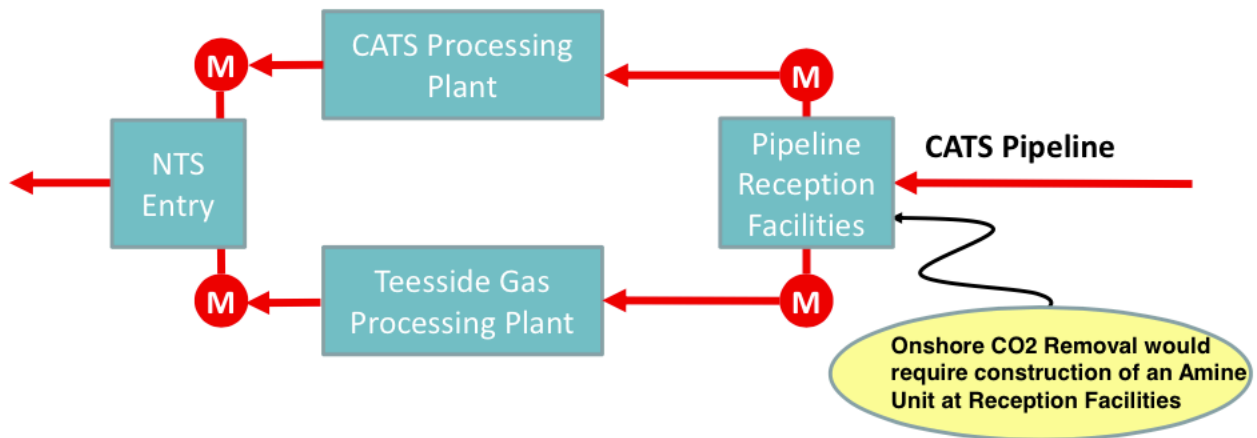 M
CATS Processing
Plant
M
NTS
Entry
Pipeline
Reception
Facilities
CATS Pipeline
M
Teesside Gas
Processing Plant
M
Onshore CO2 Removal would
require construction of an Amine
Unit at Reception Facilities